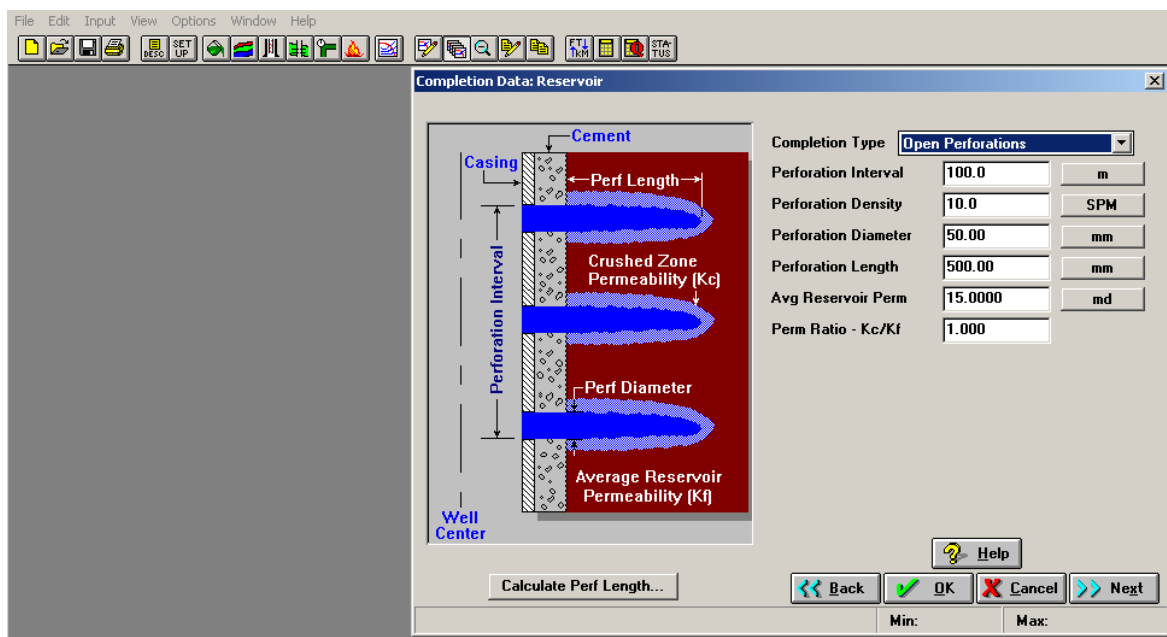 File Edit Input View Options Window Help
DESC SET UP FT km STA- TUS
Completion Data: Reservoir
Cement
Casing
Perf Length
Crushed Zone
Permeability (Kc)
Perforation Interval
Perf Diameter
Average Reservoir
Permeability (Kf)
Well
Center
Completion Type Open Perforations
Perforation Interval 100.0 m
Perforation Density 10.0 SPM
Perforation Diameter 50.00 mm
Perforation Length 500.00 mm
Avg Reservoir Perm 15.0000 md
Perm Ratio - Kc/Kf 1.000
Help
Calculate Perf Length... Back OK Cancel Next
Min: Max: